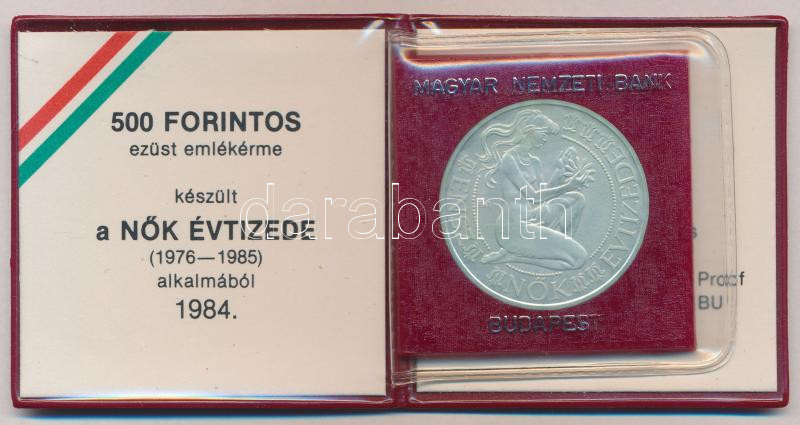 500 FORINTOS
ezüst emlékérme
készült
a NŐK ÉVTIZEDE
(1976—1985)
alkalmából
1984.
MAGYAR NEMZETI BANK
NŐK ÉVTIZEDE
BUDAPEST
Proof
BU
darabanth